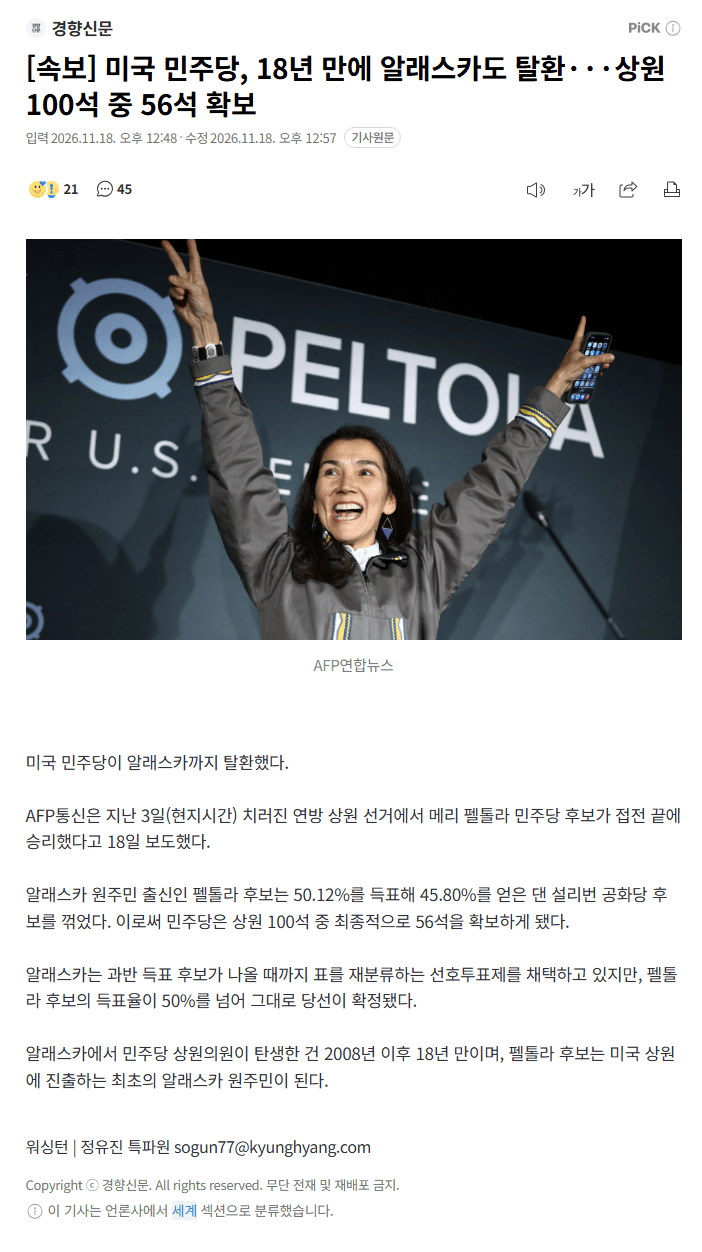 경향신문
PiCK
[속보] 미국 민주당, 18년 만에 알래스카도 탈환···상원
100석 중 56석 확보
입력 2026.11.18. 오후 12:48 · 수정 2026.11.18. 오후 12:57 기사원문
21 45
가가
PELTOLA
R U.S.
AFP연합뉴스
미국 민주당이 알래스카까지 탈환했다.
AFP통신은 지난 3일(현지시간) 치러진 연방 상원 선거에서 메리 펠톨라 민주당 후보가 접전 끝에
승리했다고 18일 보도했다.
알래스카 원주민 출신인 펠톨라 후보는 50.12%를 득표해 45.80%를 얻은 댄 설리번 공화당 후
보를 꺾었다. 이로써 민주당은 상원 100석 중 최종적으로 56석을 확보하게 됐다.
알래스카는 과반 득표 후보가 나올 때까지 표를 재분류하는 선호투표제를 채택하고 있지만, 펠톨
라 후보의 득표율이 50%를 넘어 그대로 당선이 확정됐다.
알래스카에서 민주당 상원의원이 탄생한 건 2008년 이후 18년 만이며, 펠톨라 후보는 미국 상원
에 진출하는 최초의 알래스카 원주민이 된다.
워싱턴 | 정유진 특파원 sogun77@kyunghyang.com
Copyright ⓒ 경향신문. All rights reserved. 무단 전재 및 재배포 금지.
이 기사는 언론사에서 세계 섹션으로 분류했습니다.